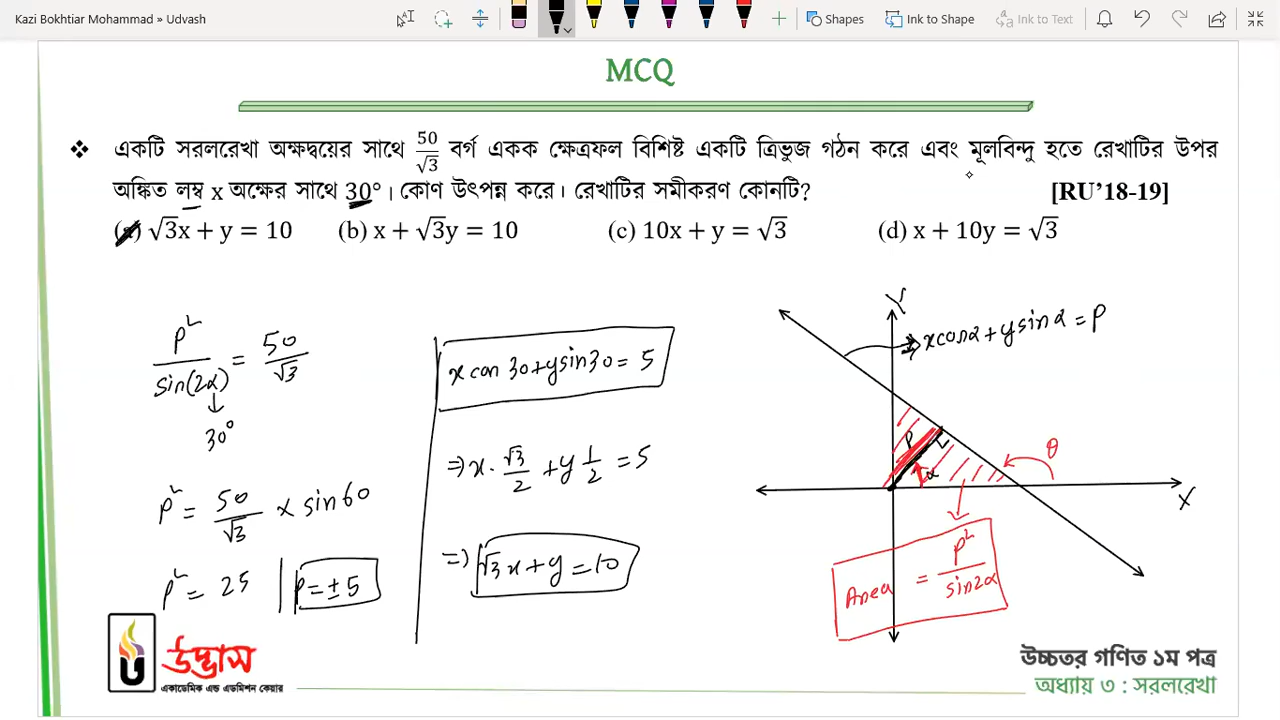 Kazi Bokhtiar Mohammad » Udvash
Shapes
Ink to Shape
Ink to Text
MCQ
❖ একটি সরলরেখা অক্ষদ্বয়ের সাথে 50/√3 বর্গ একক ক্ষেত্রফল বিশিষ্ট একটি ত্রিভুজ গঠন করে এবং মূলবিন্দু হতে রেখাটির উপর
অঙ্কিত লম্ব x অক্ষের সাথে 30° । কোণ উৎপন্ন করে। রেখাটির সমীকরণ কোনটি? [RU’18-19]
(a) √3x + y = 10 (b) x + √3y = 10 (c) 10x + y = √3 (d) x + 10y = √3
p²/sin(2α) = 50/√3
30°
p² = 50/√3 × sin60
p² = 25 | p = ±5
x cos 30 + y sin 30 = 5
⇒ x · √3/2 + y 1/2 = 5
⇒ √3x + y = 10
Y
x cosα + y sinα = p
P
L
α
θ
X
Area = p²/sin2α
উদ্ভাস
একাডেমিক এন্ড এডমিশন কেয়ার
উচ্চতর গণিত ১ম পত্র
অধ্যায় ৩ : সরলরেখা